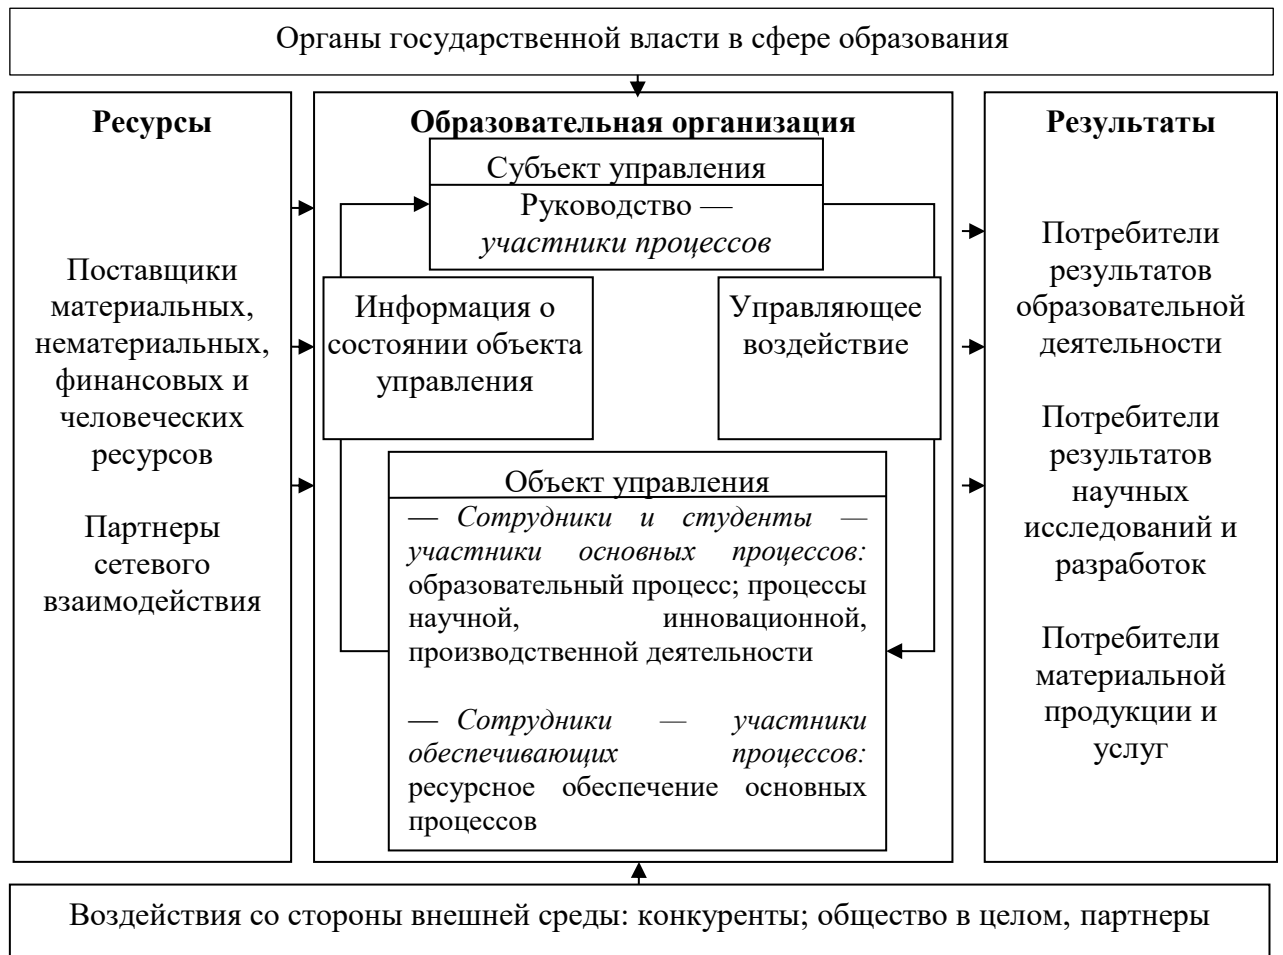 Органы государственной власти в сфере образования
Ресурсы
Поставщики
материальных,
нематериальных,
финансовых и
человеческих
ресурсов
Партнеры
сетевого
взаимодействия
Образовательная организация
Субъект управления
Руководство —
участники процессов
Информация о
состоянии объекта
управления
Управляющее
воздействие
Объект управления
— Сотрудники и студенты —
участники основных процессов:
образовательный процесс; процессы
научной, инновационной,
производственной деятельности
— Сотрудники — участники
обеспечивающих процессов:
ресурсное обеспечение основных
процессов
Результаты
Потребители
результатов
образовательной
деятельности
Потребители
результатов
научных
исследований и
разработок
Потребители
материальной
продукции и
услуг
Воздействия со стороны внешней среды: конкуренты; общество в целом, партнеры